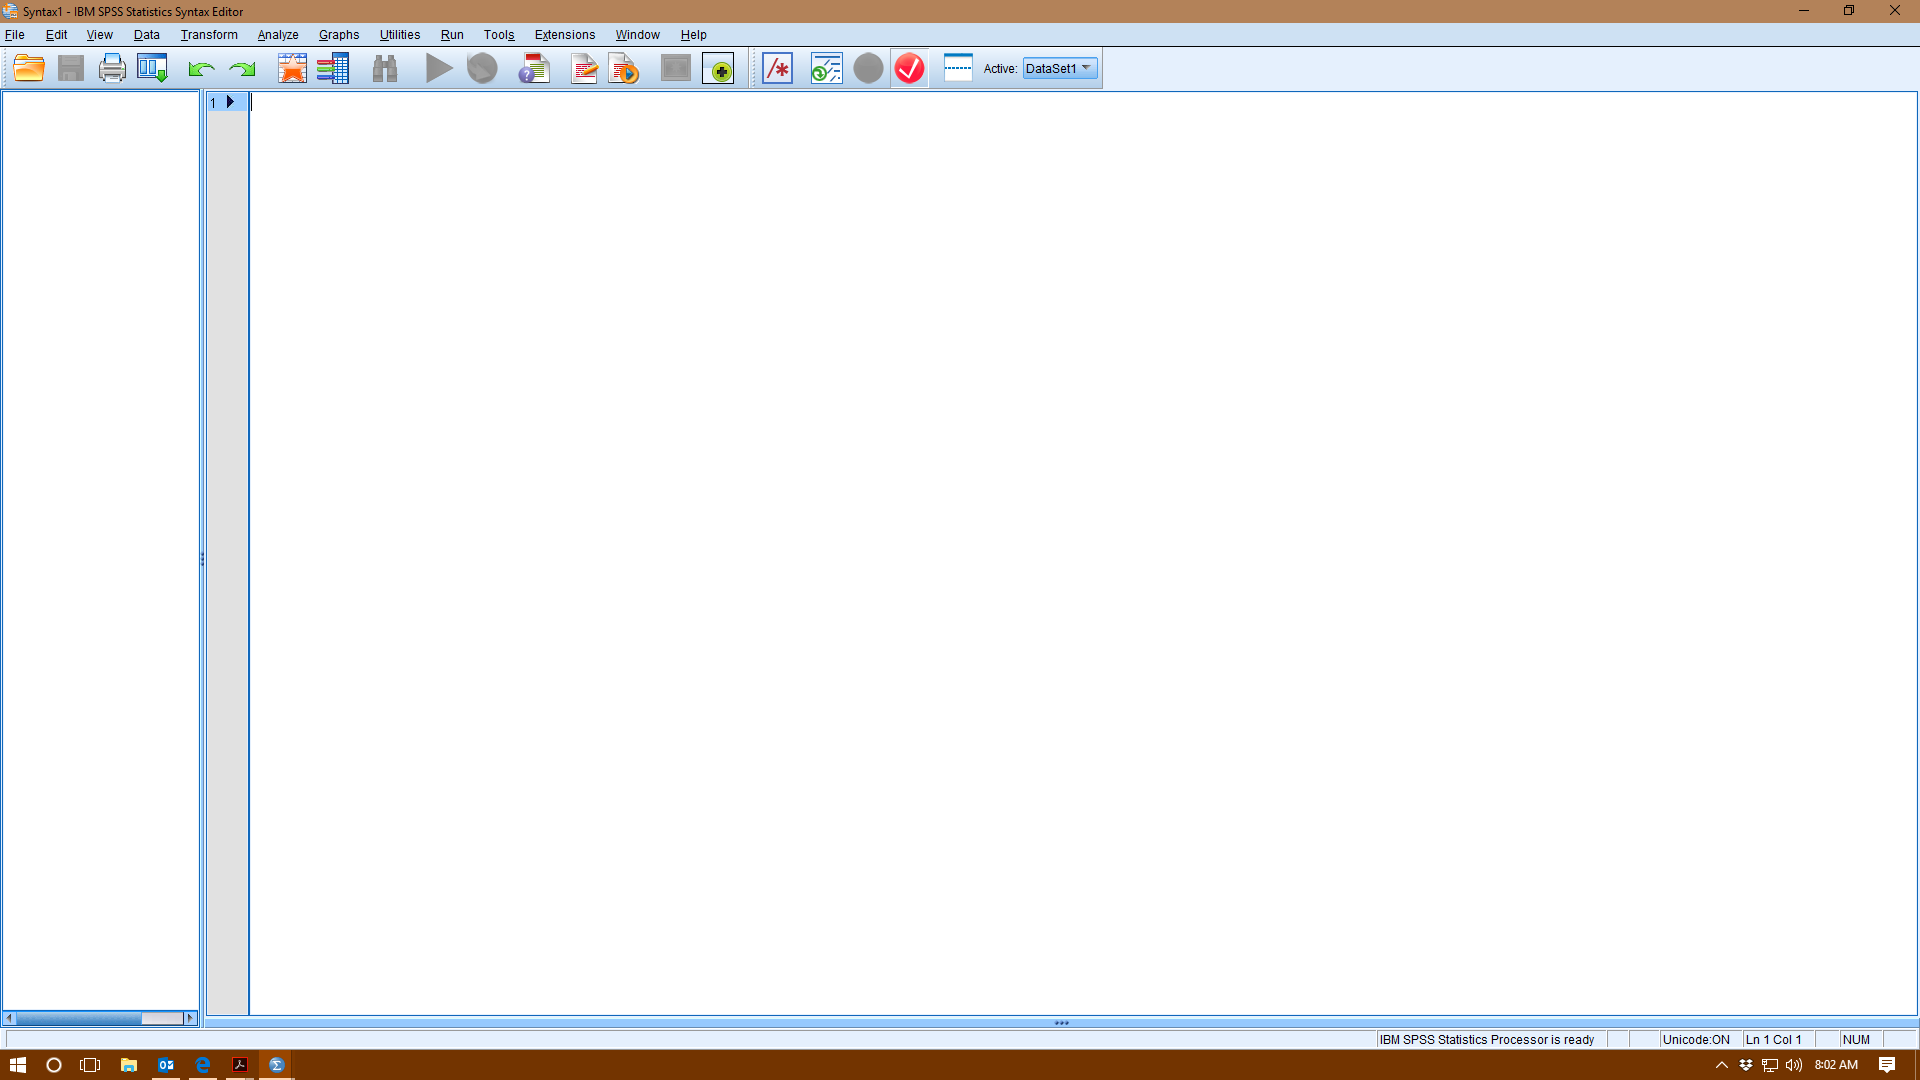 Syntax1 - IBM SPSS Statistics Syntax Editor
File Edit View Data Transform Analyze Graphs Utilities Run Tools Extensions Window Help
/* Active: DataSet1
1
IBM SPSS Statistics Processor is ready Unicode:ON Ln 1 Col 1 NUM
8:02 AM